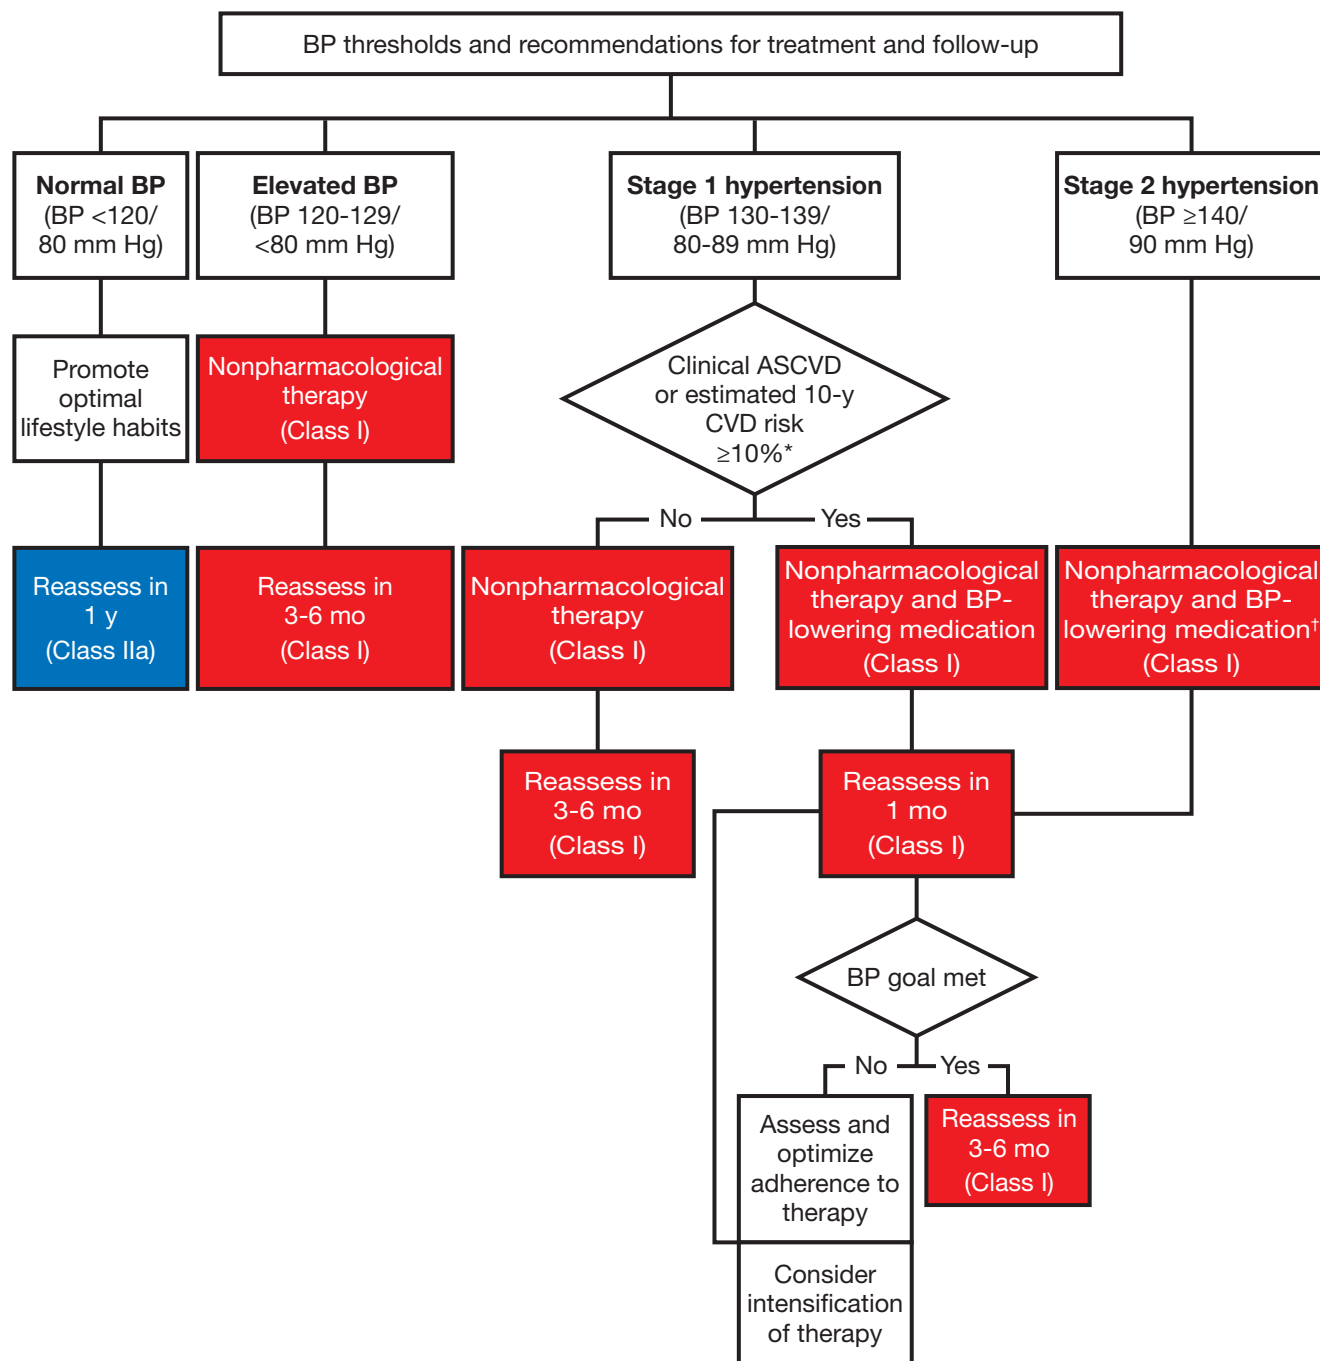 BP thresholds and recommendations for treatment and follow-up
Normal BP
(BP <120/
80 mm Hg)
Elevated BP
(BP 120-129/
<80 mm Hg)
Stage 1 hypertension
(BP 130-139/
80-89 mm Hg)
Stage 2 hypertension
(BP ≥140/
90 mm Hg)
Promote
optimal
lifestyle habits
Nonpharmacological
therapy
(Class I)
Clinical ASCVD
or estimated 10-y
CVD risk
≥10%*
No
Yes
Reassess in
1 y
(Class IIa)
Reassess in
3-6 mo
(Class I)
Nonpharmacological
therapy
(Class I)
Nonpharmacological
therapy and BP-
lowering medication
(Class I)
Nonpharmacological
therapy and BP-
lowering medication†
(Class I)
Reassess in
3-6 mo
(Class I)
Reassess in
1 mo
(Class I)
BP goal met
No
Yes
Assess and
optimize
adherence to
therapy
Reassess in
3-6 mo
(Class I)
Consider
intensification
of therapy